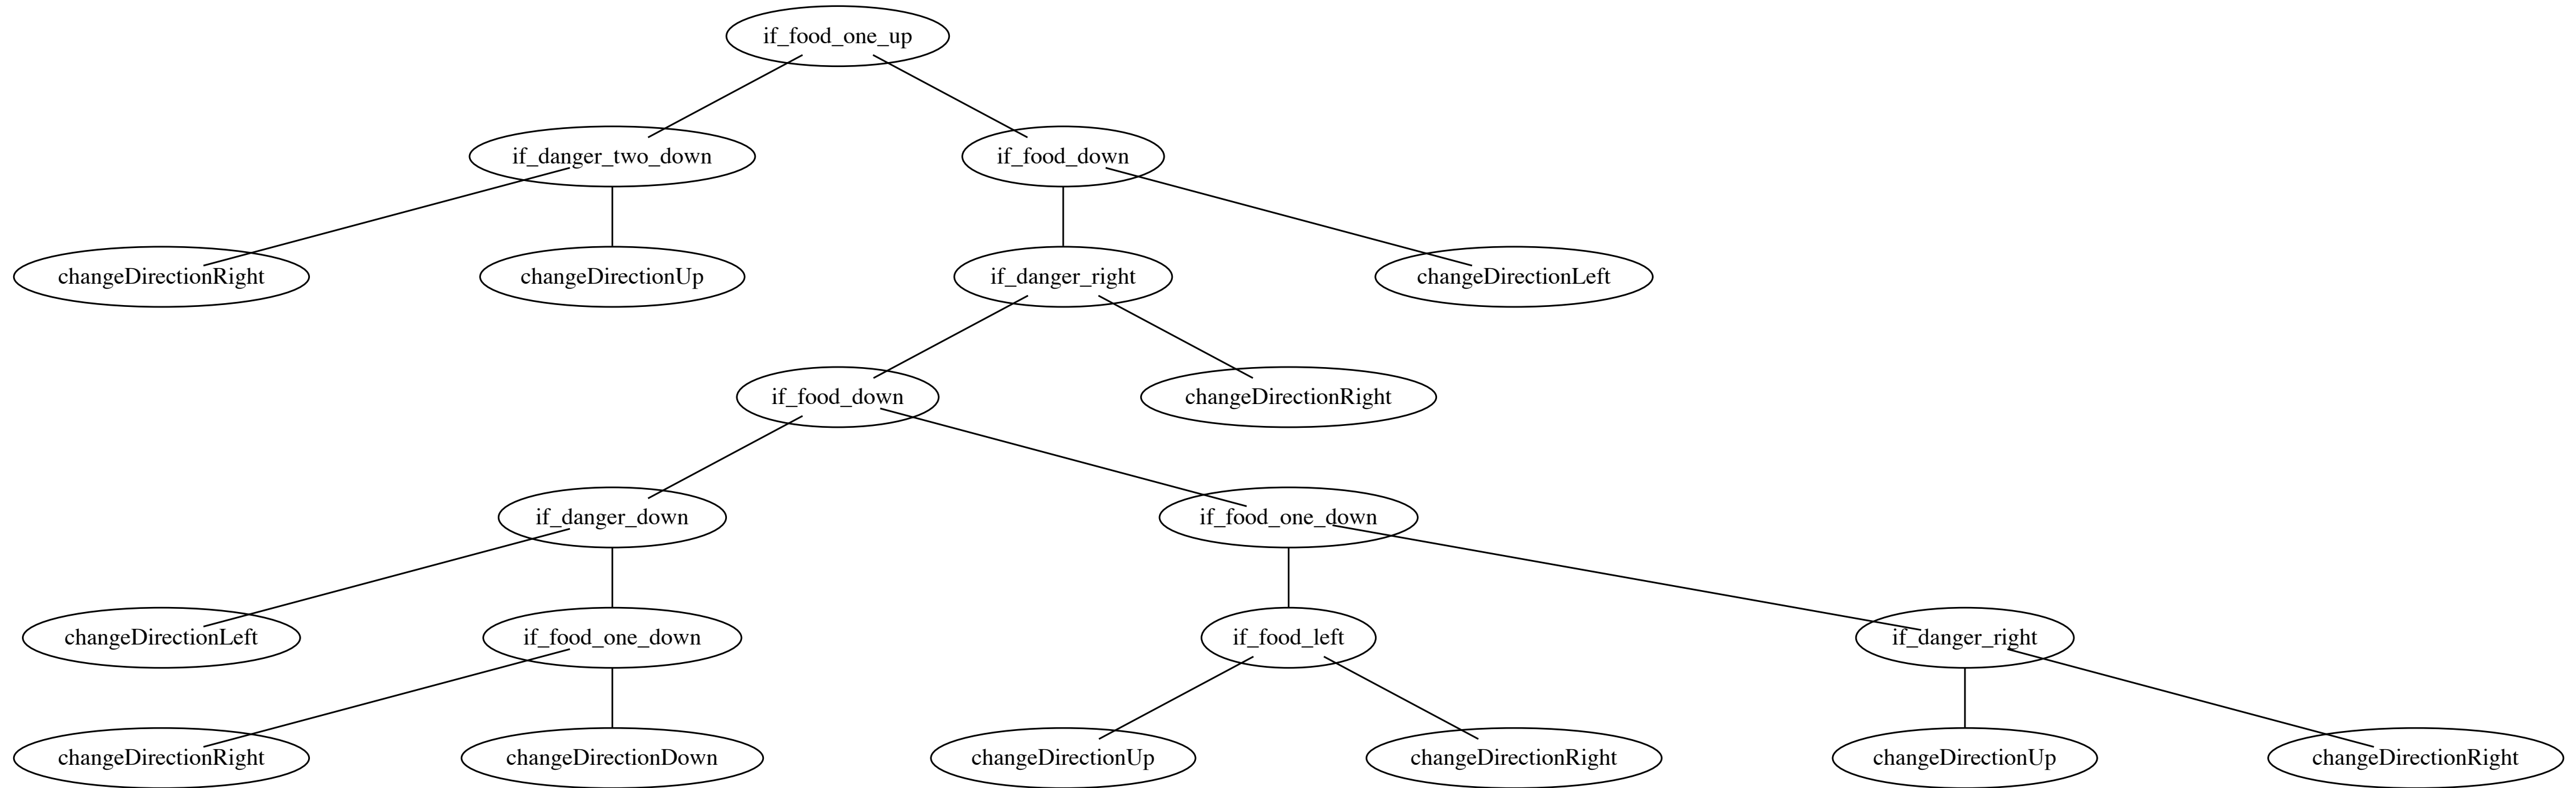 if_food_one_up
if_danger_two_down
if_food_down
changeDirectionRight
changeDirectionUp
if_danger_right
changeDirectionLeft
if_food_down
changeDirectionRight
if_danger_down
if_food_one_down
changeDirectionLeft
if_food_one_down
if_food_left
if_danger_right
changeDirectionRight
changeDirectionDown
changeDirectionUp
changeDirectionRight
changeDirectionUp
changeDirectionRight